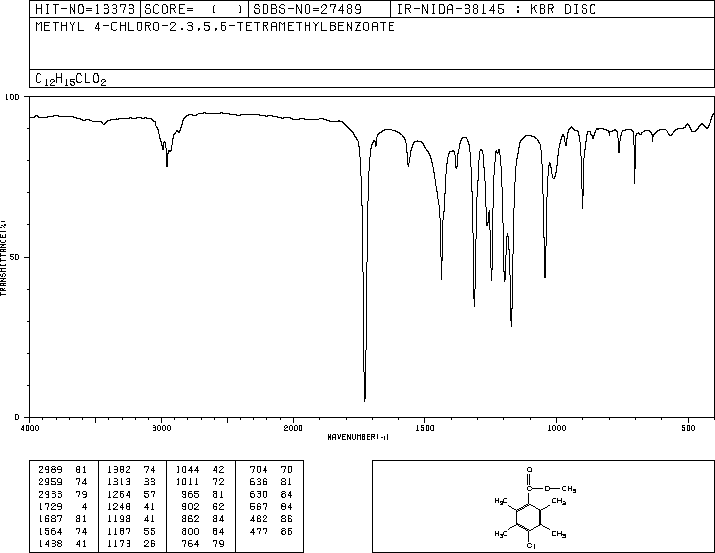 HIT-NO=13373 SCORE= ( ) SDBS-NO=27489 IR-NIDA-38145 : KBR DISC
METHYL 4-CHLORO-2,3,5,6-TETRAMETHYLBENZOATE
C12H15CLO2
100
50
0
TRANSMITTANCE(%)
4000 3000 2000 1500 1000 500
WAVENUMBER(-1)
2989 81 1382 74 1044 42 704 70
2959 74 1313 33 1011 72 636 81
2933 79 1264 57 965 81 630 84
1729 4 1248 41 902 62 567 84
1687 81 1198 41 862 84 482 86
1564 74 1187 55 800 84 477 86
1438 41 1173 26 764 79
O
C O CH3
H3C CH3
H3C CH3
Cl